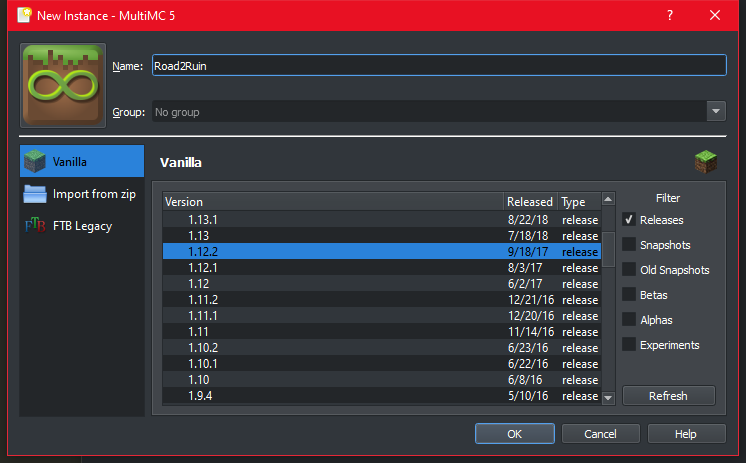 New Instance - MultiMC 5
Name: Road2Ruin
Group: No group
Vanilla
Import from zip
FTB FTB Legacy
Vanilla
Version Released Type
1.13.1 8/22/18 release
1.13 7/18/18 release
1.12.2 9/18/17 release
1.12.1 8/3/17 release
1.12 6/2/17 release
1.11.2 12/21/16 release
1.11.1 12/20/16 release
1.11 11/14/16 release
1.10.2 6/23/16 release
1.10.1 6/22/16 release
1.10 6/8/16 release
1.9.4 5/10/16 release
Filter
Releases
Snapshots
Old Snapshots
Betas
Alphas
Experiments
Refresh
OK Cancel Help